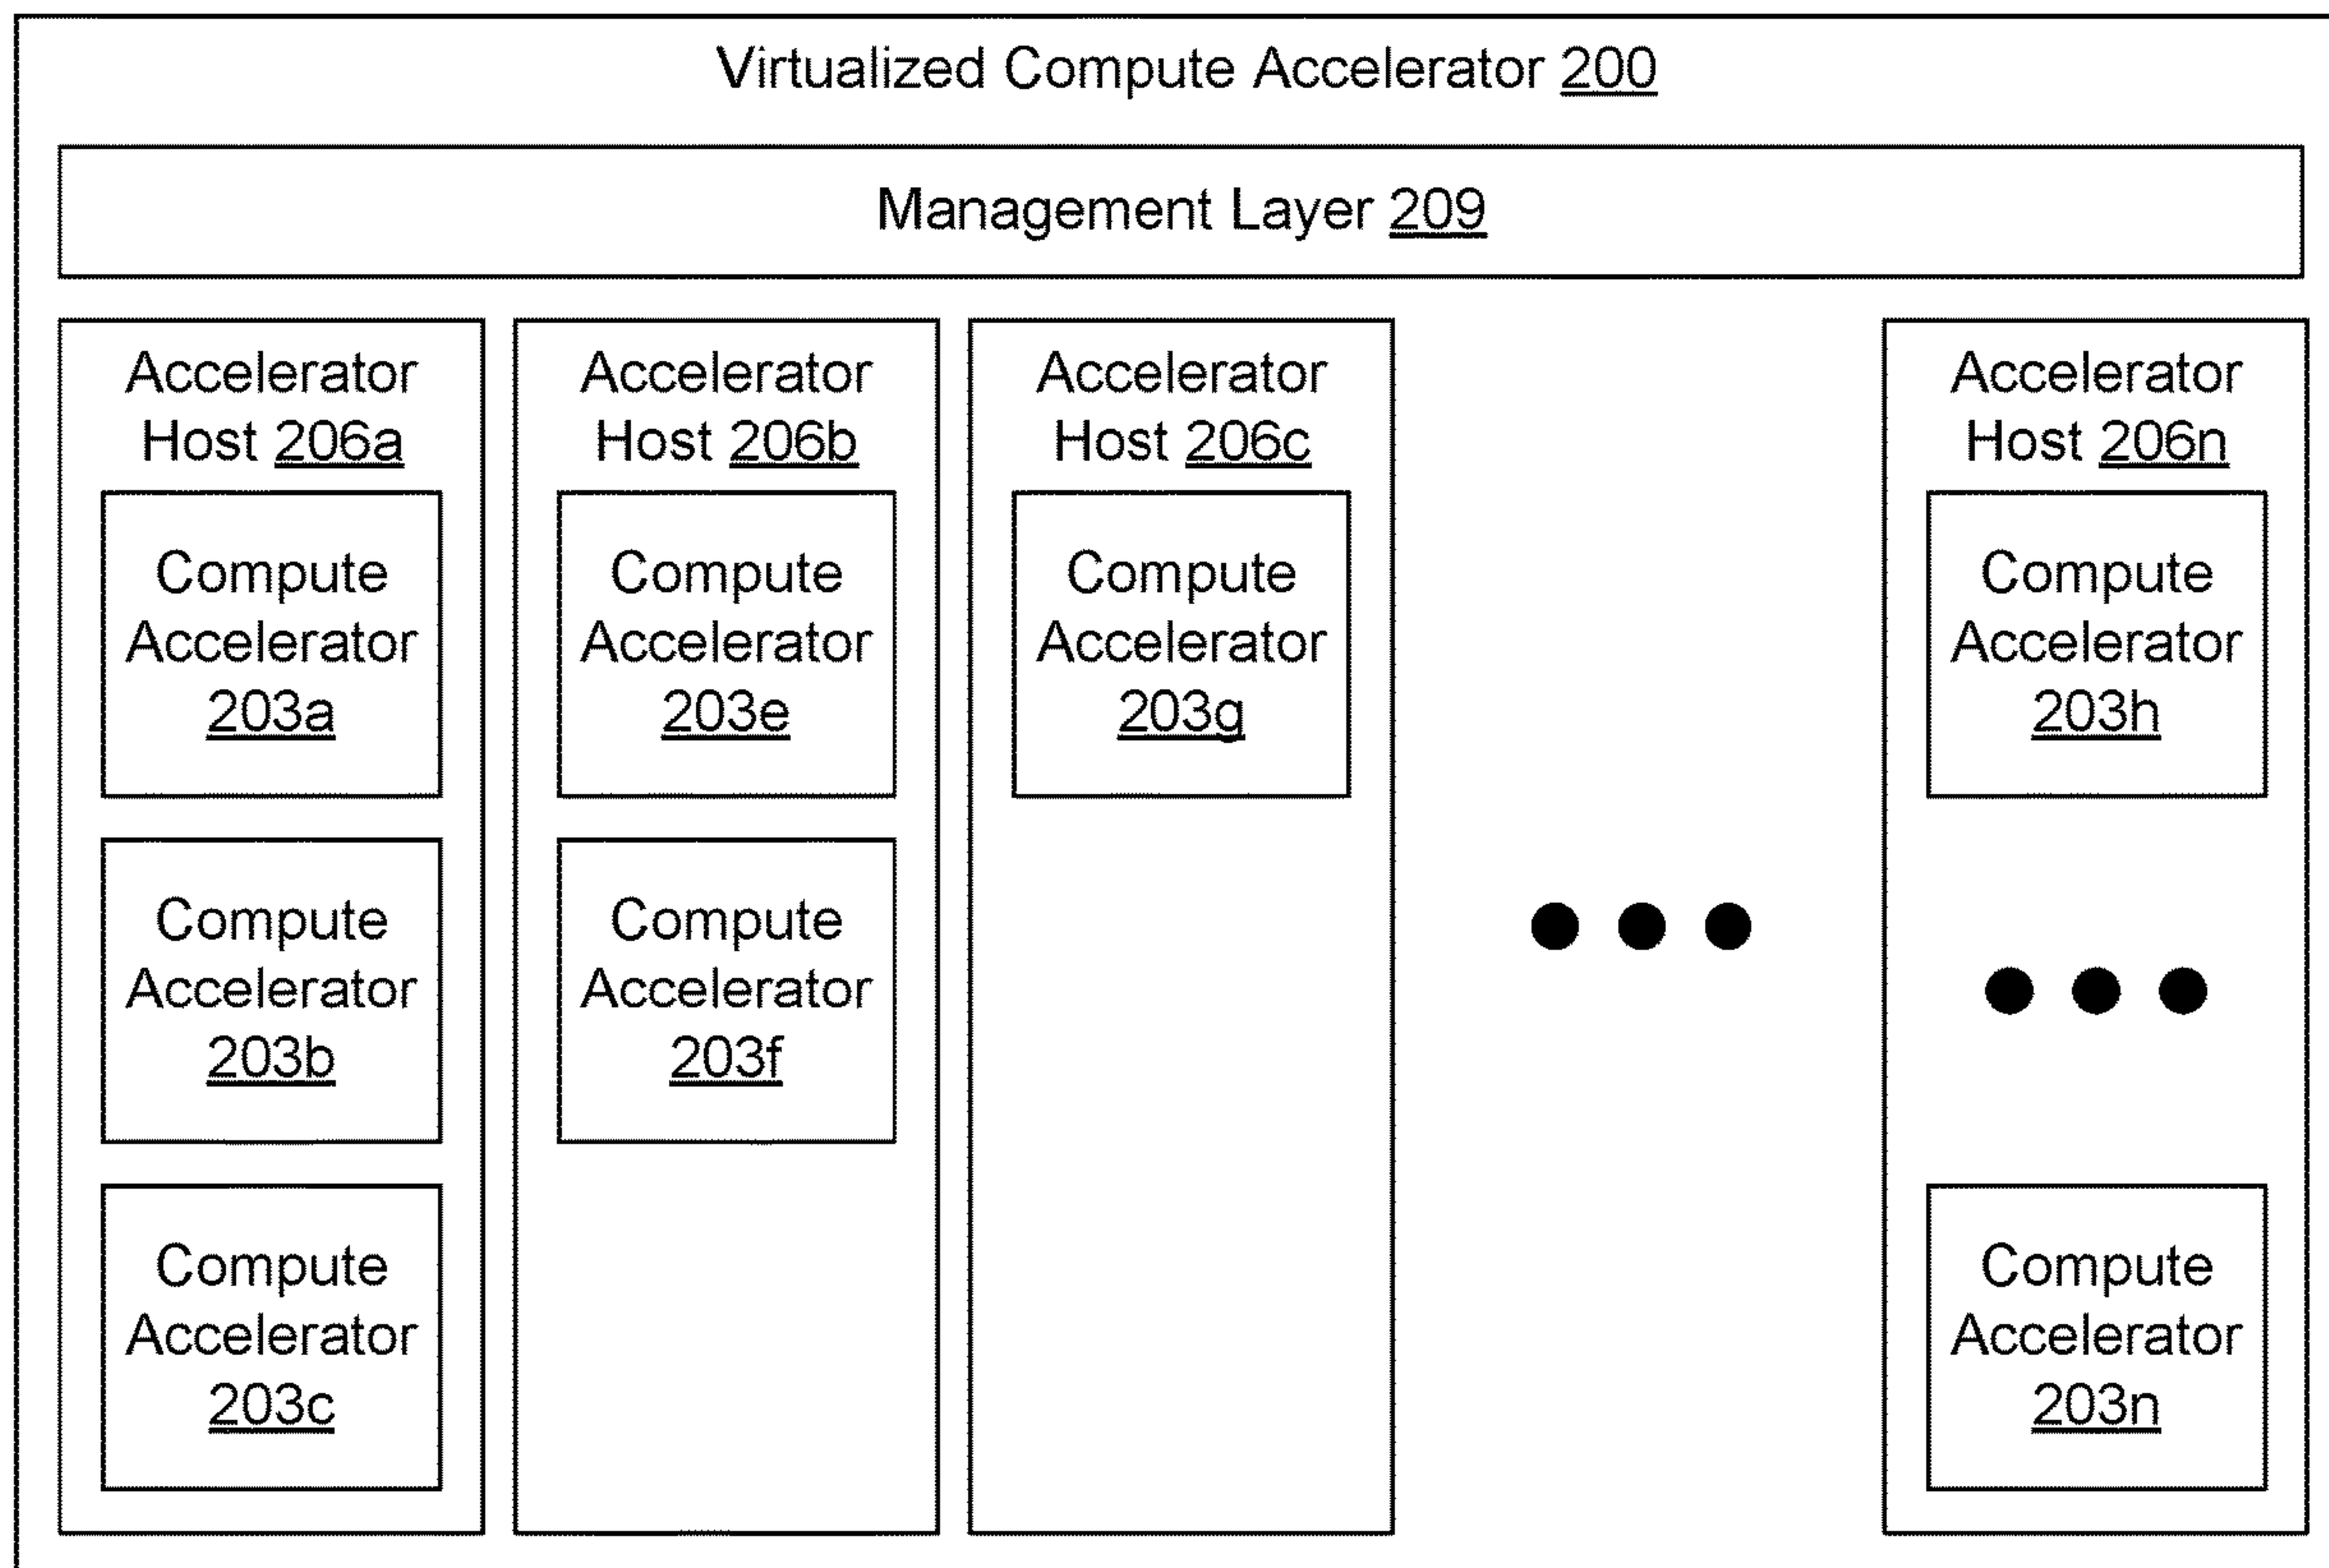 Virtualized Compute Accelerator 200
Management Layer 209
Accelerator
Host 206a
Compute
Accelerator
203a
Compute
Accelerator
203b
Compute
Accelerator
203c
Accelerator
Host 206b
Compute
Accelerator
203e
Compute
Accelerator
203f
Accelerator
Host 206c
Compute
Accelerator
203g
Accelerator
Host 206n
Compute
Accelerator
203h
Compute
Accelerator
203n